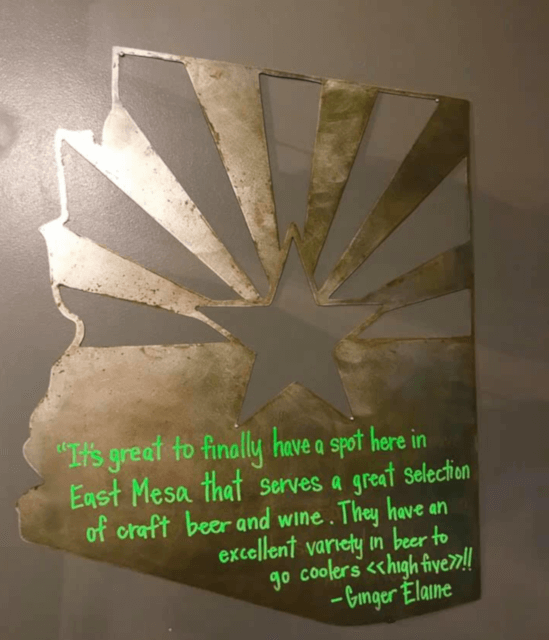 "It's great to finally have a spot here in
East Mesa that serves a great selection
of craft beer and wine. They have an
excellent variety in beer to
go coolers <<high five>>!!
-Ginger Elaine